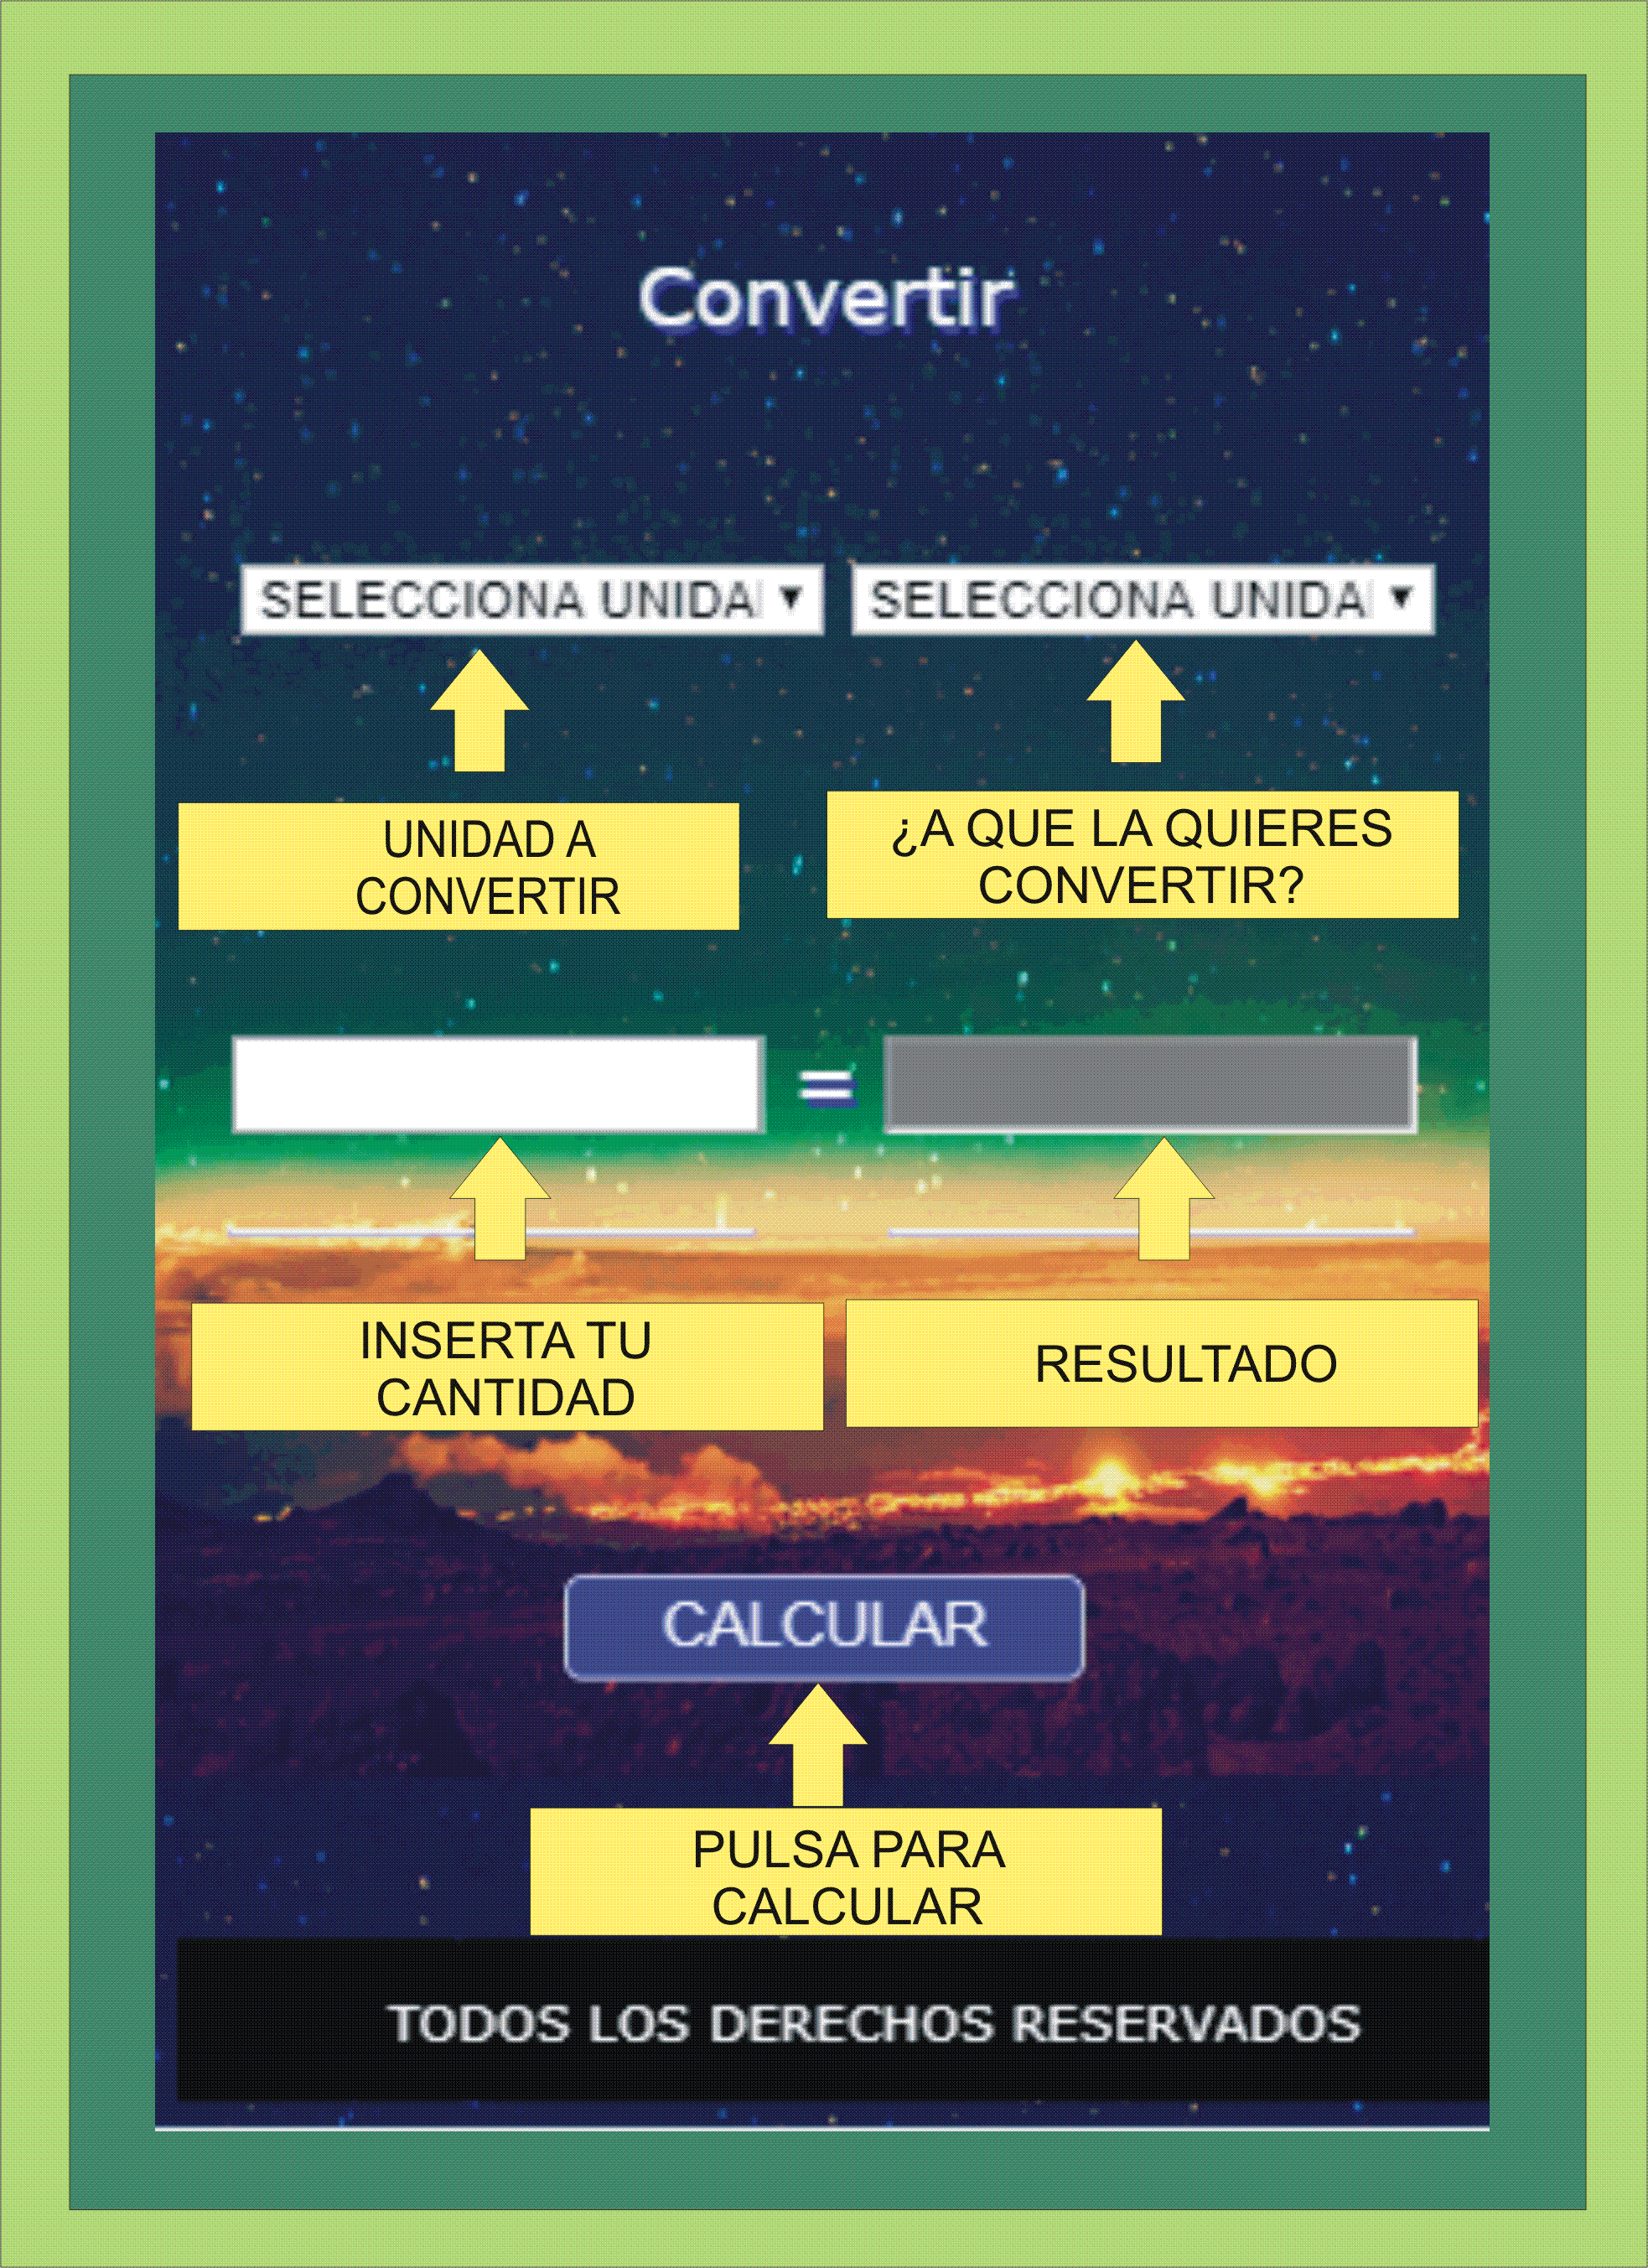 Convertir
SELECCIONA UNIDA ▼
SELECCIONA UNIDA ▼
UNIDAD A
CONVERTIR
¿A QUE LA QUIERES
CONVERTIR?
=
INSERTA TU
CANTIDAD
RESULTADO
CALCULAR
PULSA PARA
CALCULAR
TODOS LOS DERECHOS RESERVADOS